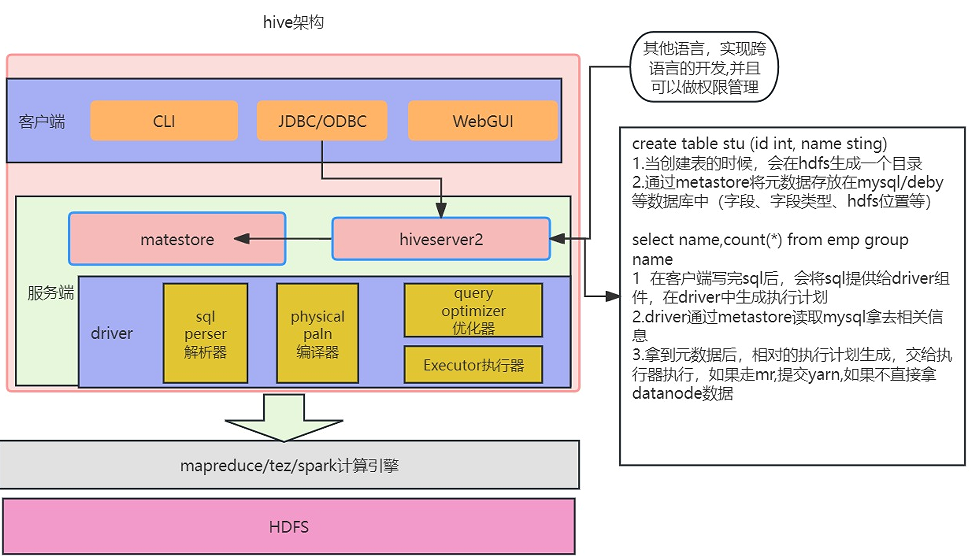 hive架构
其他语言，实现跨
语言的开发,并且
可以做权限管理
客户端
CLI
JDBC/ODBC
WebGUI
create table stu (id int, name sting)
1.当创建表的时候，会在hdfs生成一个目录
2.通过metastore将元数据存放在mysql/deby
等数据库中（字段、字段类型、hdfs位置等）
select name,count(*) from emp group
name
1 在客户端写完sql后，会将sql提供给driver组
件，在driver中生成执行计划
2.driver通过metastore读取mysql拿去相关信
息
3.拿到元数据后，相对的执行计划生成，交给执
行器执行，如果走mr,提交yarn,如果不直接拿
datanode数据
matestore
hiveserver2
服务端
driver
sql
perser
解析器
physical
paln
编译器
query
optimizer
优化器
Executor执行器
mapreduce/tez/spark计算引擎
HDFS